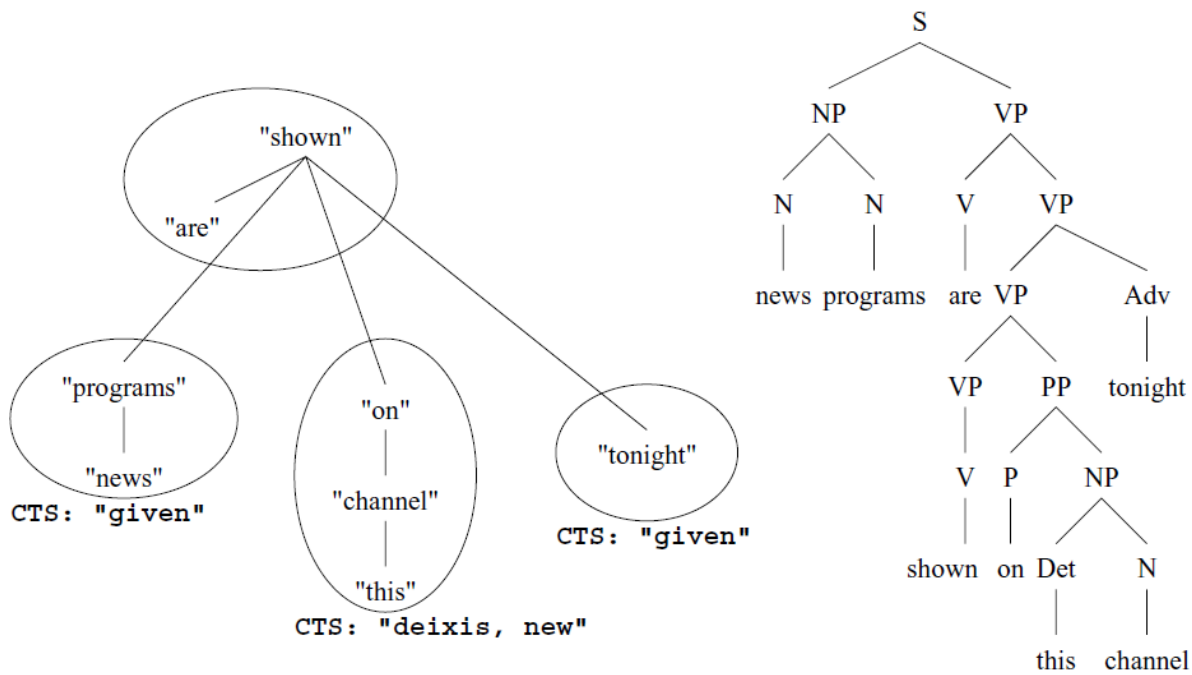 "shown"
"are"
"programs"
"news"
CTS: "given"
"on"
"channel"
"this"
CTS: "deixis, new"
"tonight"
CTS: "given"
S
NP VP
N N V VP
news programs are VP Adv
VP PP tonight
V P NP
shown on Det N
this channel